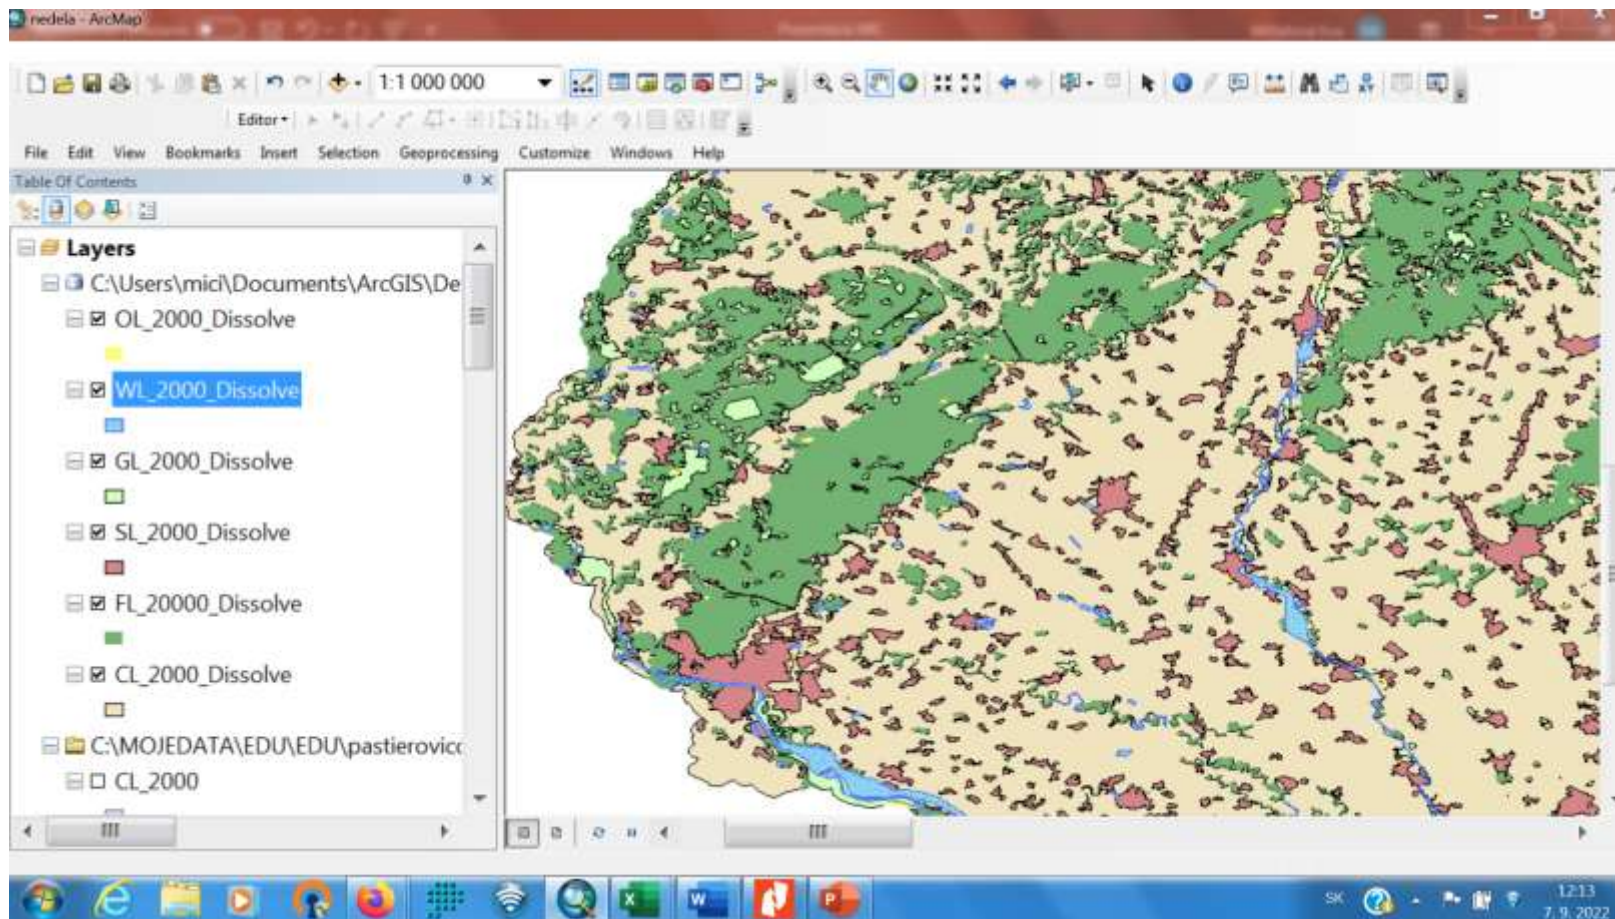 nedela - ArcMap
1:1 000 000
Editor
File Edit View Bookmarks Insert Selection Geoprocessing Customize Windows Help
Table Of Contents
Layers
C:\Users\mici\Documents\ArcGIS\De
OL_2000_Dissolve
WL_2000_Dissolve
GL_2000_Dissolve
SL_2000_Dissolve
FL_20000_Dissolve
CL_2000_Dissolve
C:\MOJEDATA\EDU\EDU\pastierovicc
CL_2000
SK
12:13
7. 9. 2022